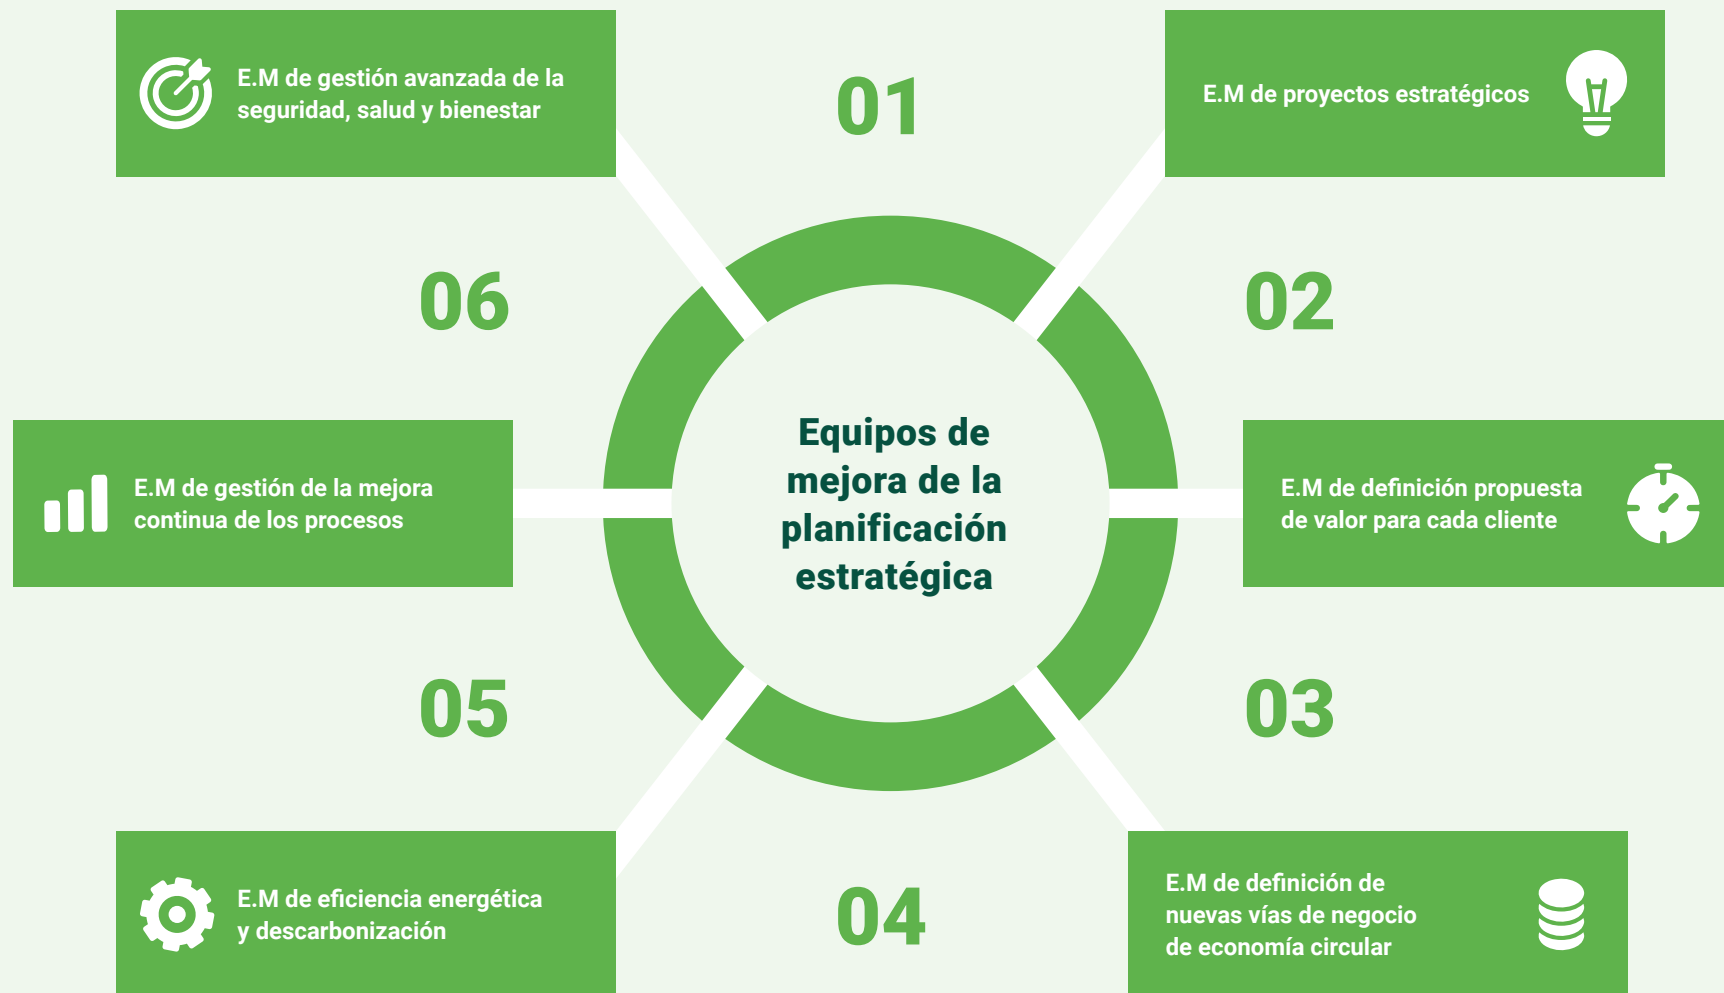 E.M de gestión avanzada de la
seguridad, salud y bienestar
01
E.M de proyectos estratégicos
06
02
Equipos de
mejora de la
planificación
estratégica
E.M de gestión de la mejora
continua de los procesos
E.M de definición propuesta
de valor para cada cliente
05
03
E.M de eficiencia energética
y descarbonización
04
E.M de definición de
nuevas vías de negocio
de economía circular